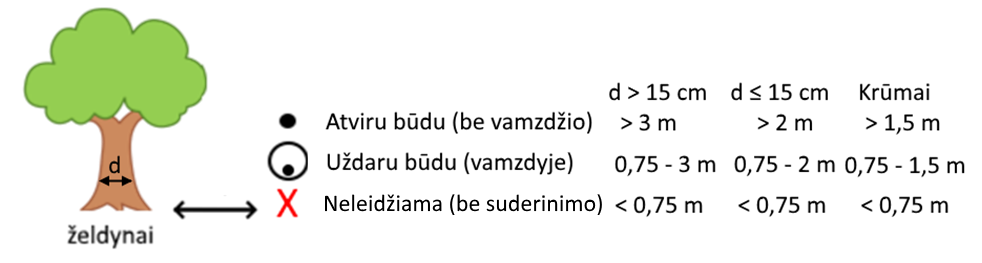 d > 15 cm d ≤ 15 cm Krūmai
Atviru būdu (be vamzdžio) > 3 m > 2 m > 1,5 m
Uždaru būdu (vamzdyje) 0,75 - 3 m 0,75 - 2 m 0,75 - 1,5 m
d
X Neleidžiama (be suderinimo) < 0,75 m < 0,75 m < 0,75 m
želdynai